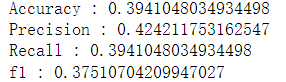 Accuracy : 0.3941048034934498
Precision : 0.424211753162547
Recall : 0.3941048034934498
f1 : 0.37510704209947027